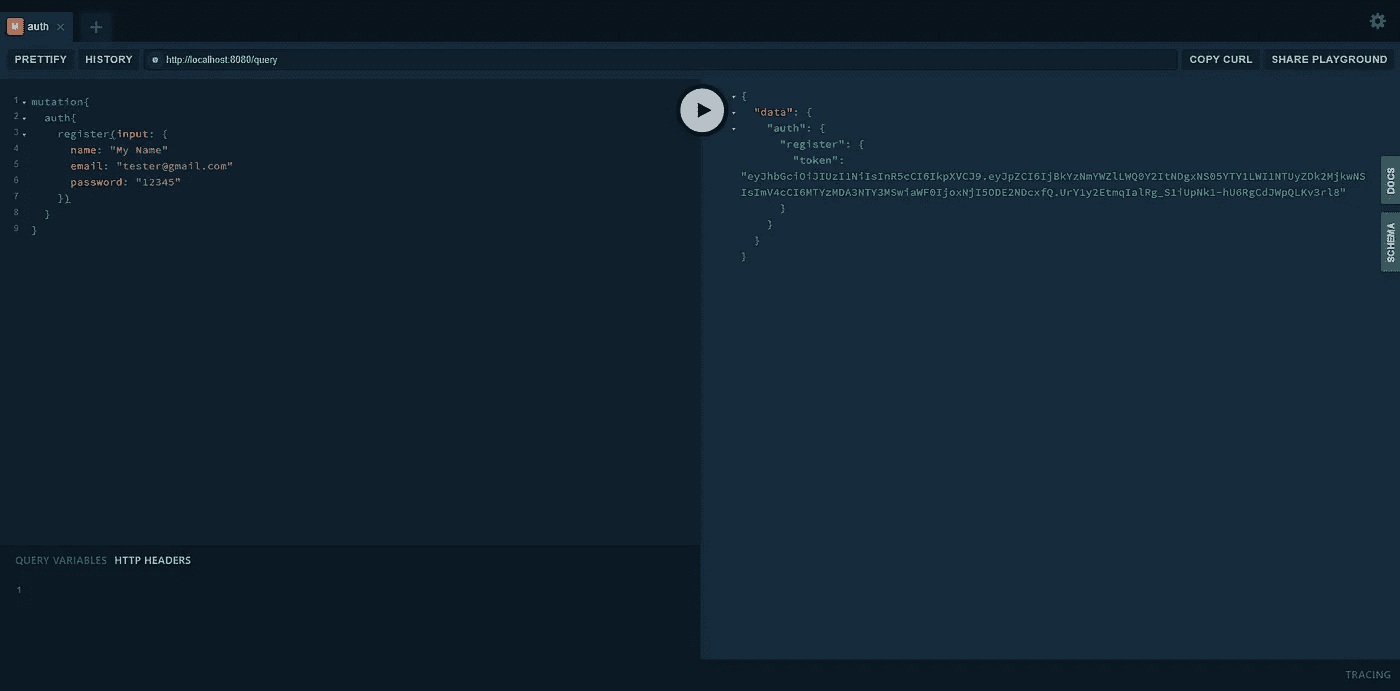 auth
PRETTIFY HISTORY http://localhost:8080/query COPY CURL SHARE PLAYGROUND
1 mutation{
2 auth{
3 register(input: {
4 name: "My Name"
5 email: "tester@gmail.com"
6 password: "12345"
7 })
8 }
9 }
QUERY VARIABLES HTTP HEADERS
1
{
"data": {
"auth": {
"register": {
"token":
"eyJhbGciOiJIUzI1NiIsInR5cCI6IkpXVCJ9.eyJpZCI6IjBkYzNmYWZlLWQ0Y2ItNDgxNS05YTY1LWI1NTUyZDk2MjkwNS
IsImV4cCI6MTYzMDA3NTY3MSwiaWF0IjoxNjI5ODE2NDcxfQ.UrY1y2EtmqIalRg_S1iUpNk1-hU6RgCdJWpQLKv3rl8"
}
}
}
}
DOCS
SCHEMA
TRACING